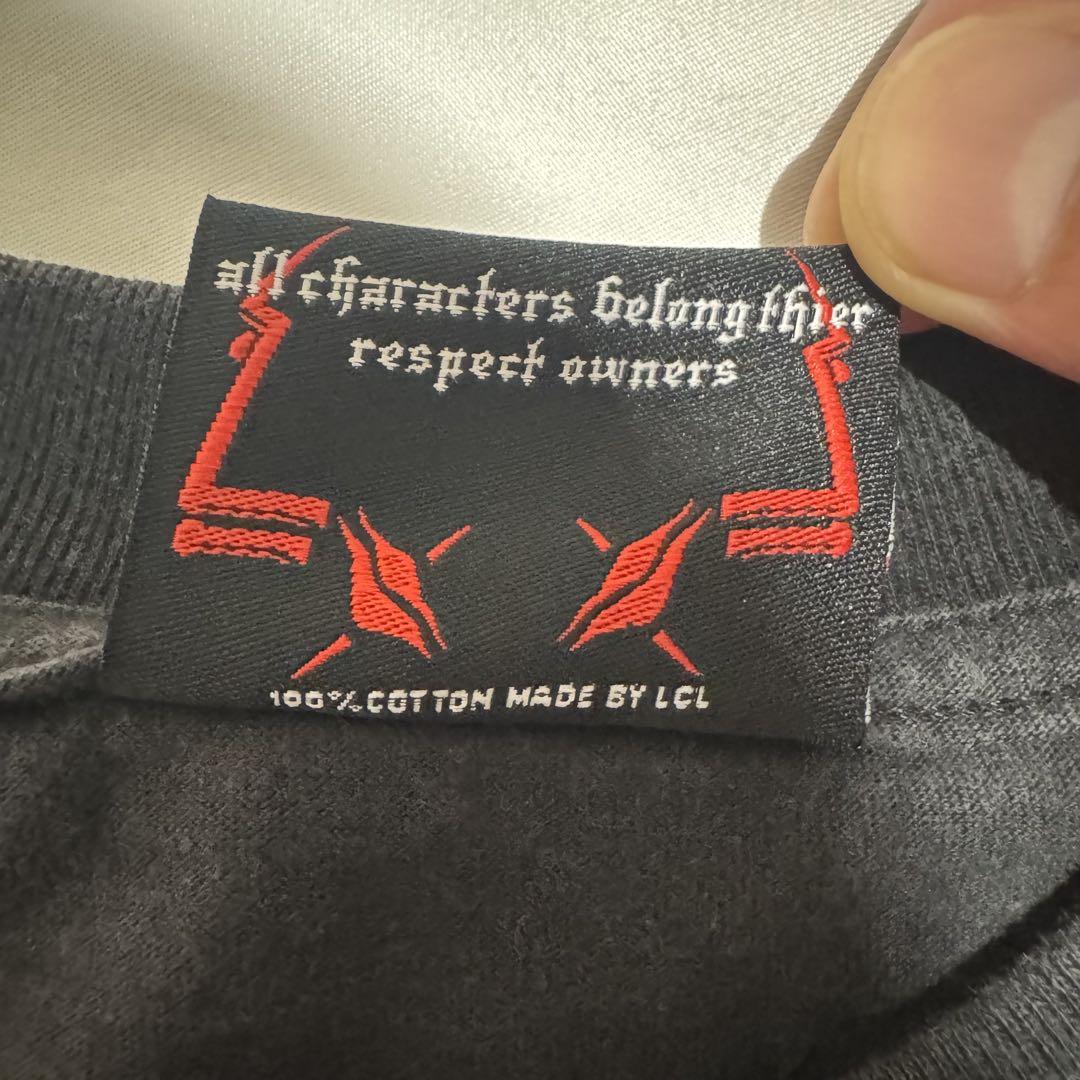 all characters belong thier
respect owners
100% COTTON MADE BY LCL